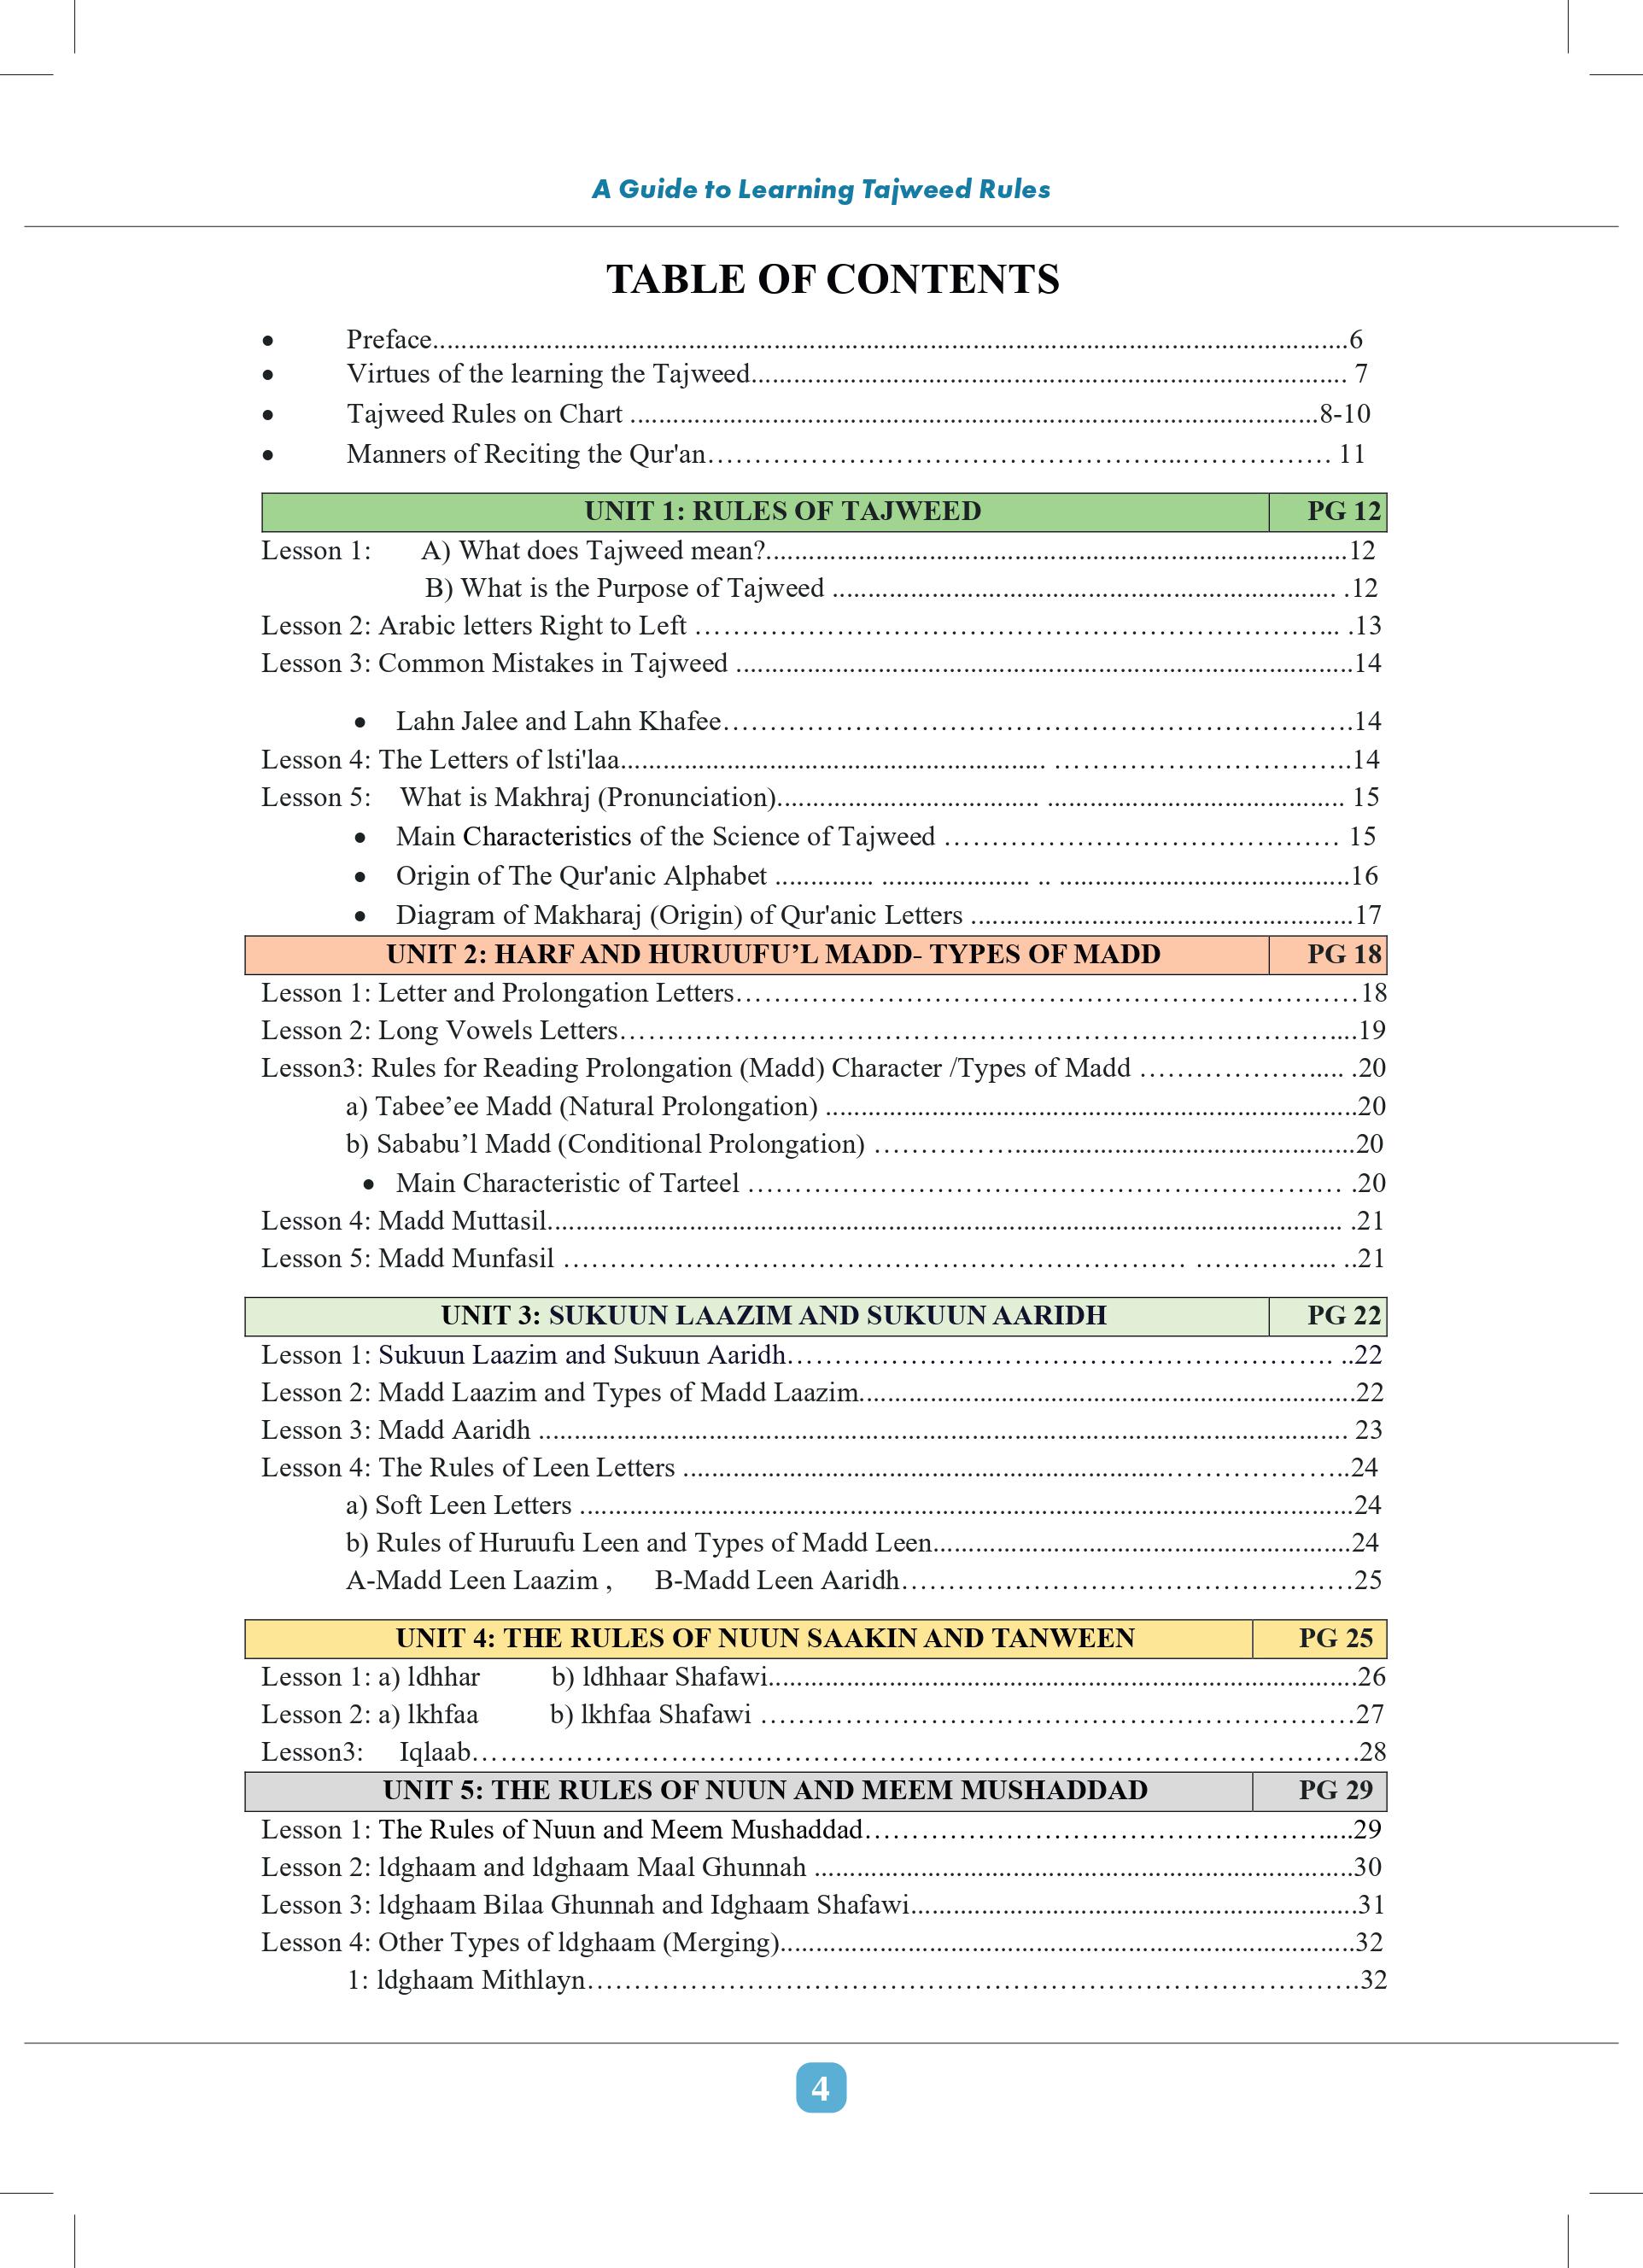 A Guide to Learning Tajweed Rules
TABLE OF CONTENTS
• Preface....................6
• Virtues of the learning the Tajweed.................... 7
• Tajweed Rules on Chart ....................8-10
• Manners of Reciting the Qur'an.................... 11
UNIT 1: RULES OF TAJWEED PG 12
Lesson 1: A) What does Tajweed mean?....................12
B) What is the Purpose of Tajweed .................... .12
Lesson 2: Arabic letters Right to Left .................... .13
Lesson 3: Common Mistakes in Tajweed ....................14
• Lahn Jalee and Lahn Khafee....................14
Lesson 4: The Letters of lsti'laa.................... ....................14
Lesson 5: What is Makhraj (Pronunciation).................... .................... 15
• Main Characteristics of the Science of Tajweed .................... 15
• Origin of The Qur'anic Alphabet ............. ..................... .. ....................16
• Diagram of Makharaj (Origin) of Qur'anic Letters ....................17
UNIT 2: HARF AND HURUUFU’L MADD- TYPES OF MADD PG 18
Lesson 1: Letter and Prolongation Letters....................18
Lesson 2: Long Vowels Letters....................19
Lesson3: Rules for Reading Prolongation (Madd) Character /Types of Madd .................... .20
a) Tabee’ee Madd (Natural Prolongation) ....................20
b) Sababu’l Madd (Conditional Prolongation) ....................20
• Main Characteristic of Tarteel .................... .20
Lesson 4: Madd Muttasil.................... .21
Lesson 5: Madd Munfasil .................... .................... ..21
UNIT 3: SUKUUN LAAZIM AND SUKUUN AARIDH PG 22
Lesson 1: Sukuun Laazim and Sukuun Aaridh.................... ..22
Lesson 2: Madd Laazim and Types of Madd Laazim....................22
Lesson 3: Madd Aaridh .................... 23
Lesson 4: The Rules of Leen Letters ....................24
a) Soft Leen Letters ....................24
b) Rules of Huruufu Leen and Types of Madd Leen....................24
A-Madd Leen Laazim , B-Madd Leen Aaridh....................25
UNIT 4: THE RULES OF NUUN SAAKIN AND TANWEEN PG 25
Lesson 1: a) ldhhar b) ldhhaar Shafawi....................26
Lesson 2: a) lkhfaa b) lkhfaa Shafawi ....................27
Lesson3: Iqlaab....................28
UNIT 5: THE RULES OF NUUN AND MEEM MUSHADDAD PG 29
Lesson 1: The Rules of Nuun and Meem Mushaddad....................29
Lesson 2: ldghaam and ldghaam Maal Ghunnah ....................30
Lesson 3: ldghaam Bilaa Ghunnah and Idghaam Shafawi....................31
Lesson 4: Other Types of ldghaam (Merging)....................32
1: ldghaam Mithlayn....................32
4